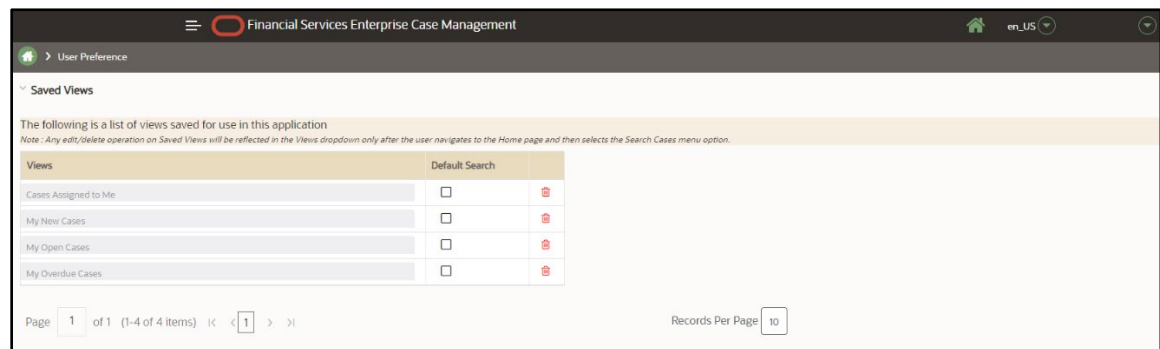 Financial Services Enterprise Case Management
en_US
> User Preference
Saved Views
The following is a list of views saved for use in this application
Note : Any edit/delete operation on Saved Views will be reflected in the Views dropdown only after the user navigates to the Home page and then selects the Search Cases menu option.
Views Default Search
Cases Assigned to Me
My New Cases
My Open Cases
My Overdue Cases
Page 1 of 1 (1-4 of 4 items) 1 Records Per Page 10